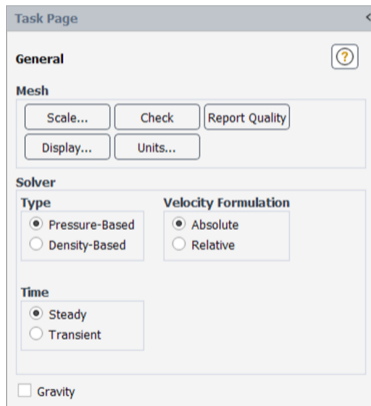 Task Page
General
Mesh
Scale... Check Report Quality
Display... Units...
Solver
Type Velocity Formulation
Pressure-Based Absolute
Density-Based Relative
Time
Steady
Transient
Gravity